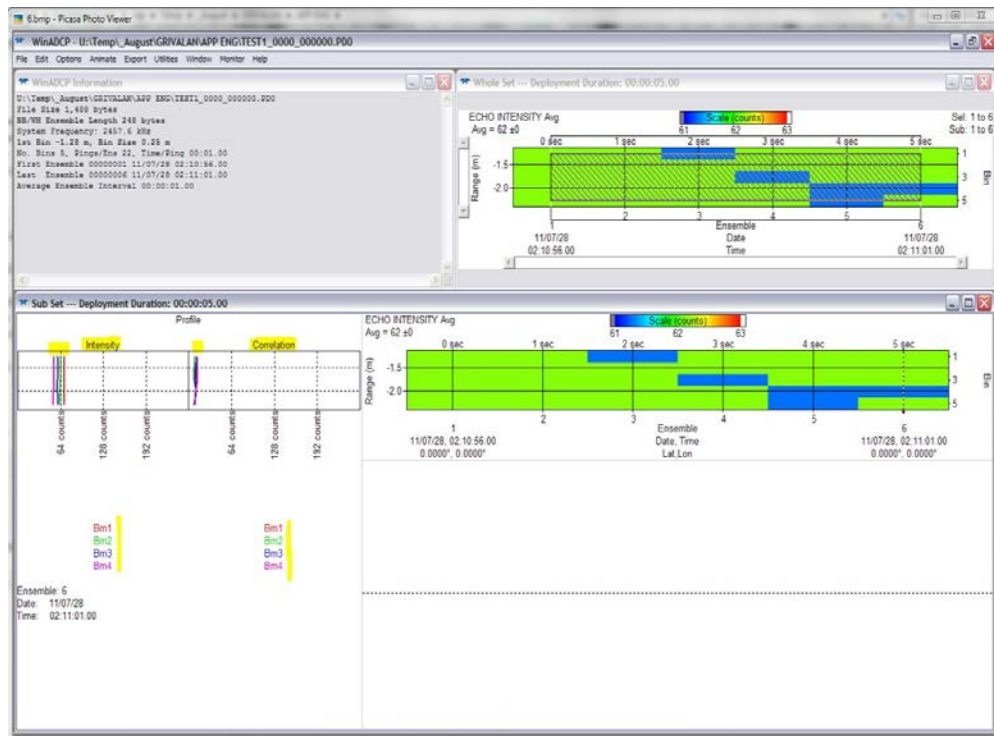 6.bmp - Picasa Photo Viewer
WinADCP - U:\Temp\_August\GRIVALAN\APP ENG\TEST1_0000_000000.PD0
File Edit Options Animate Export Utilities Window Monitor Help
WinADCP Information
U:\Temp\_August\GRIVALAN\APP ENG\TEST1_0000_000000.PD0
File Size 1,488 bytes
BB/WH Ensemble Length 248 bytes
System Frequency: 2457.6 kHz
1st Bin -1.28 m, Bin Size 0.25 m
No. Bins 5, Pings/Ens 22, Time/Ping 00:01.00
First Ensemble 00000001 11/07/28 02:10:56.00
Last Ensemble 00000006 11/07/28 02:11:01.00
Average Ensemble Interval 00:00:01.00
Whole Set --- Deployment Duration: 00:00:05.00
ECHO INTENSITY Avg
Avg = 62 ±0
Scale (counts)
61 62 63
Sel: 1 to 6
Sub: 1 to 6
0 sec 1 sec 2 sec 3 sec 4 sec 5 sec
Range (m)
-1.5
-2.0
1
3
5
Bin
1 2 3 4 5 6
Ensemble
11/07/28 Date 11/07/28
02:10:56.00 Time 02:11:01.00
Sub Set --- Deployment Duration: 00:00:05.00
Profile
Intensity Correlation
64 counts
128 counts
192 counts
64 counts
128 counts
192 counts
Bm1 Bm1
Bm2 Bm2
Bm3 Bm3
Bm4 Bm4
Ensemble: 6
Date: 11/07/28
Time: 02:11:01.00
ECHO INTENSITY Avg
Avg = 62 ±0
Scale (counts)
61 62 63
0 sec 1 sec 2 sec 3 sec 4 sec 5 sec
Range (m)
-1.5
-2.0
1
3
5
Bin
1 2 3 4 5 6
Ensemble
11/07/28, 02:10:56.00 Date, Time 11/07/28, 02:11:01.00
0.0000°, 0.0000° Lat,Lon 0.0000°, 0.0000°